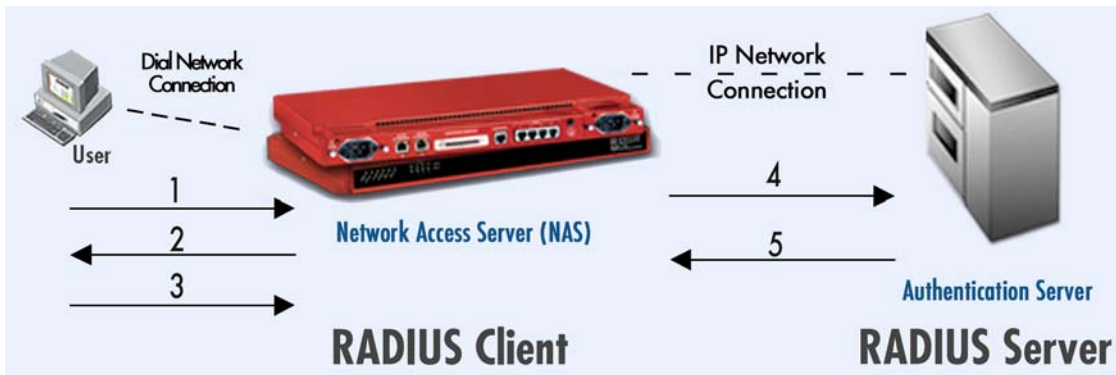 Dial Network
Connection
IP Network
Connection
User
1
2
3
4
5
Network Access Server (NAS)
Authentication Server
RADIUS Client
RADIUS Server